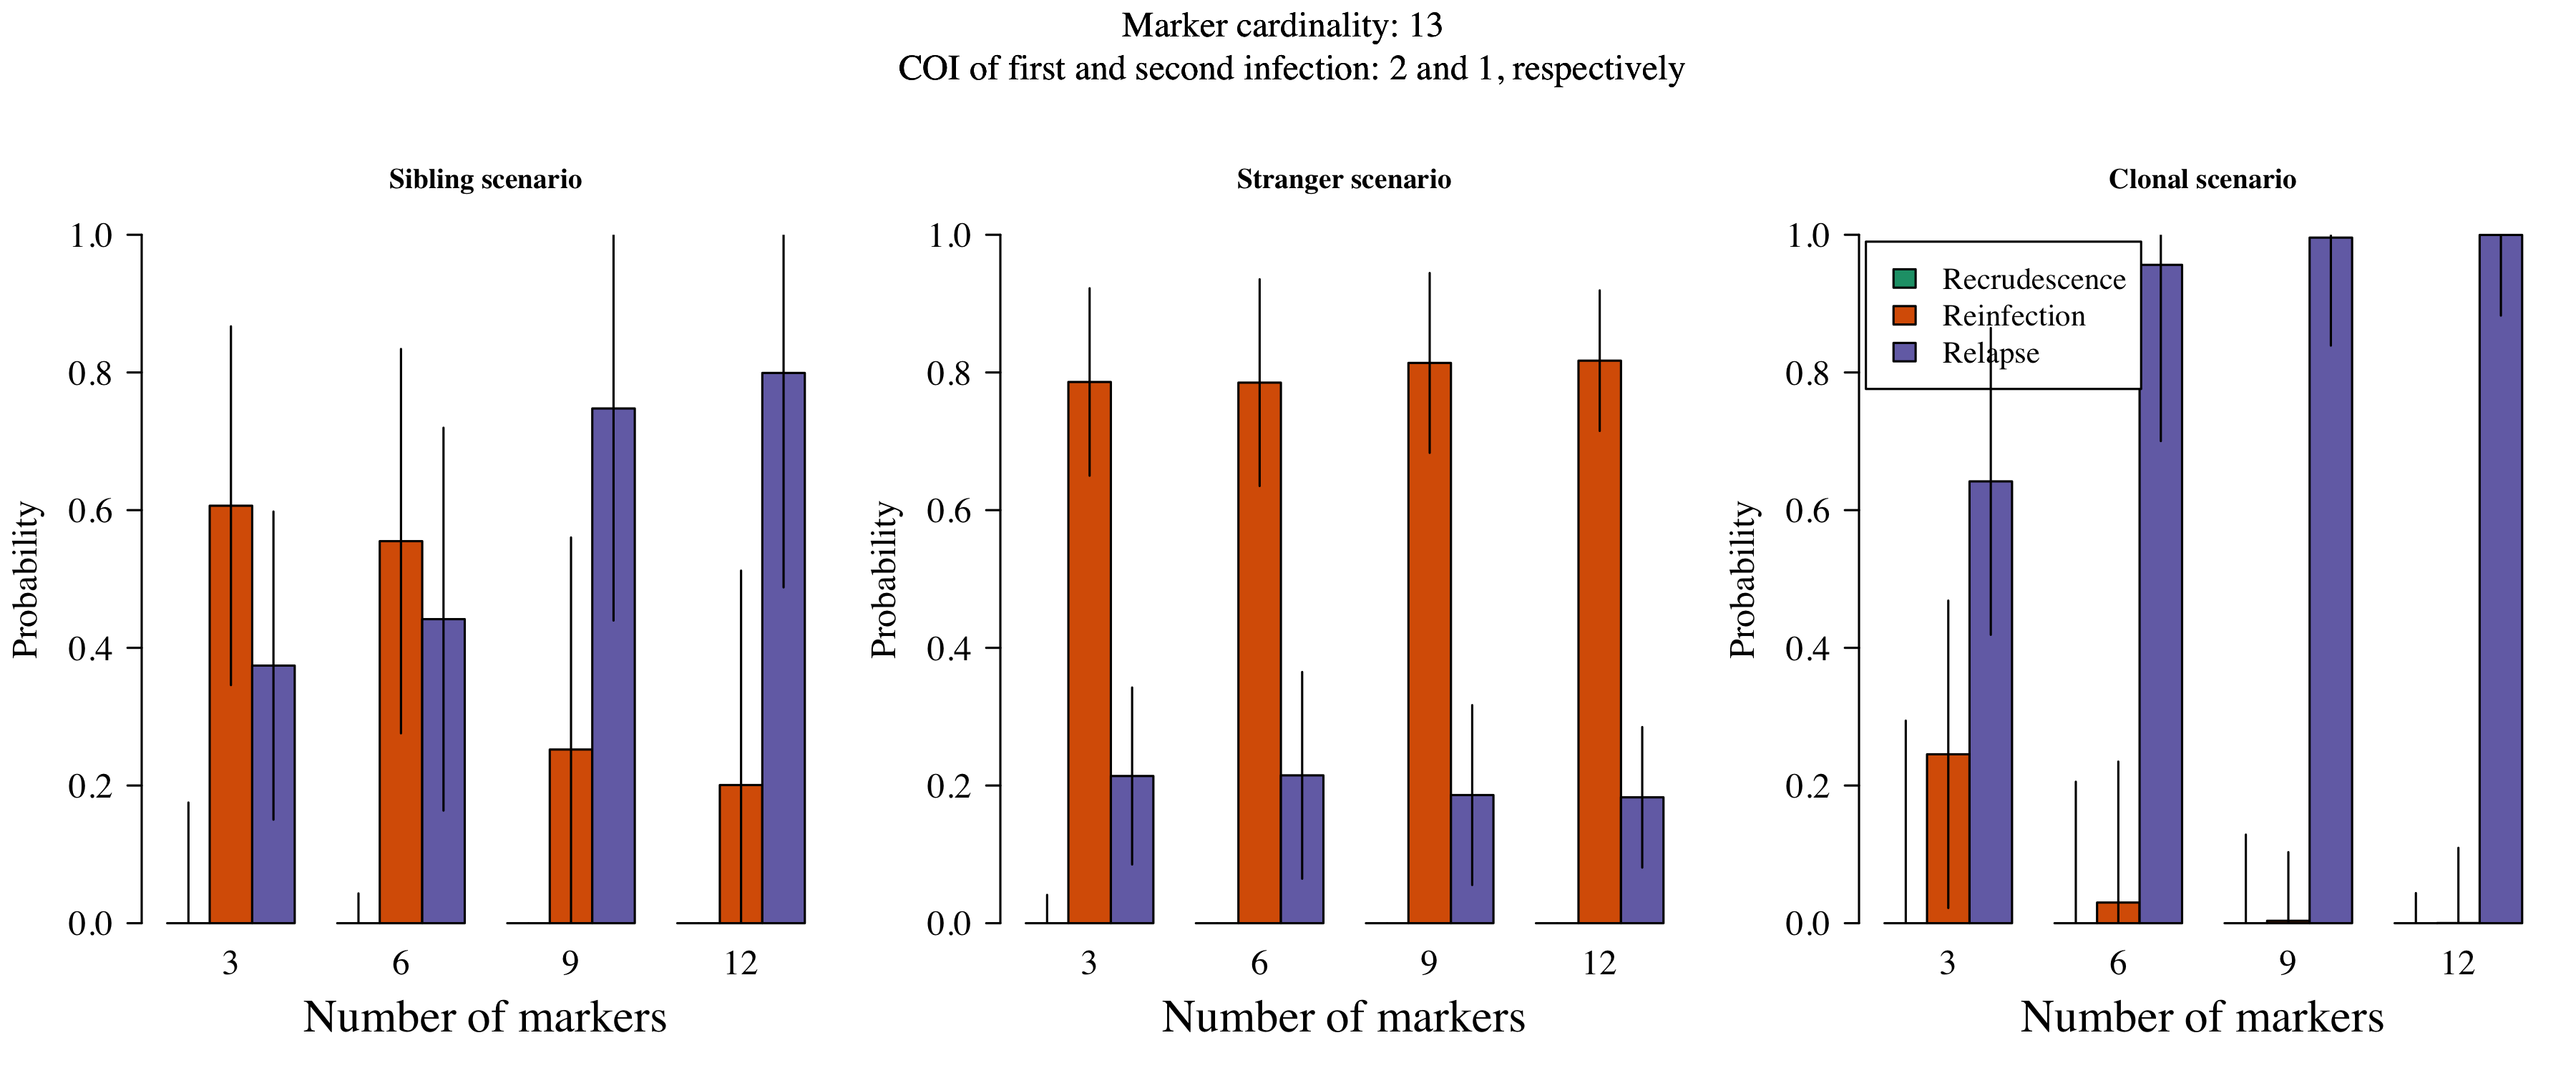 Marker cardinality: 13
COI of first and second infection: 2 and 1, respectively
Sibling scenario
Probability
1.0
0.8
0.6
0.4
0.2
0.0
3 6 9 12
Number of markers
Stranger scenario
Probability
1.0
0.8
0.6
0.4
0.2
0.0
3 6 9 12
Number of markers
Clonal scenario
Probability
1.0
0.8
0.6
0.4
0.2
0.0
Recrudescence
Reinfection
Relapse
3 6 9 12
Number of markers